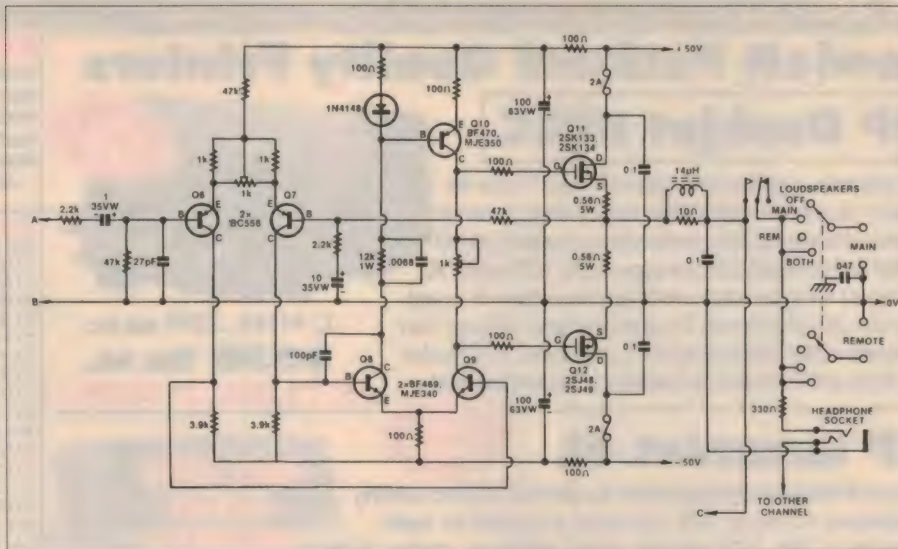 100Ω
+50V
2A
100Ω
100Ω
47k
1N4148
E
B
C
Q10
BF470,
MJE350
100
63VW
Q11
2SK133,
2SK134
G
D
S
0.1
1k
1k
1k
100Ω
0.56Ω
5W
14μH
10Ω
LOUDSPEAKERS
OFF
MAIN
REM
BOTH
MAIN
A
2.2k
1
35VW
Q6
B
E
C
2×
BC556
Q7
E
B
C
47k
0.56Ω
5W
47k
27pF
2.2k
10
35VW
12k
1W
.0068
1k
0.1
.047
B
0V
REMOTE
100pF
Q8
B
C
E
2×BF469,
MJE340
Q9
100Ω
G
S
D
Q12
2SJ48,
2SJ49
0.1
3.9k
3.9k
100Ω
100
63VW
2A
100Ω
-50V
330Ω
HEADPHONE
SOCKET
C
TO OTHER
CHANNEL